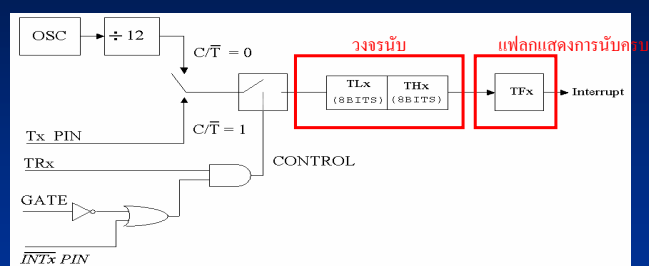 วงจรนับ
แฟลกแสดงการนับครบ
OSC
÷ 12
C/T̅ = 0
TLx
(8BITS)
THx
(8BITS)
TFx
Interrupt
C/T̅ = 1
Tx PIN
TRx
CONTROL
GATE
I̅N̅T̅x̅ PIN